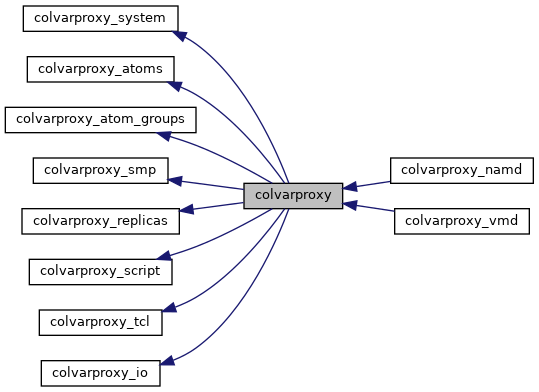 colvarproxy_system
colvarproxy_atoms
colvarproxy_atom_groups
colvarproxy_smp
colvarproxy_replicas
colvarproxy_script
colvarproxy_tcl
colvarproxy_io
colvarproxy
colvarproxy_namd
colvarproxy_vmd